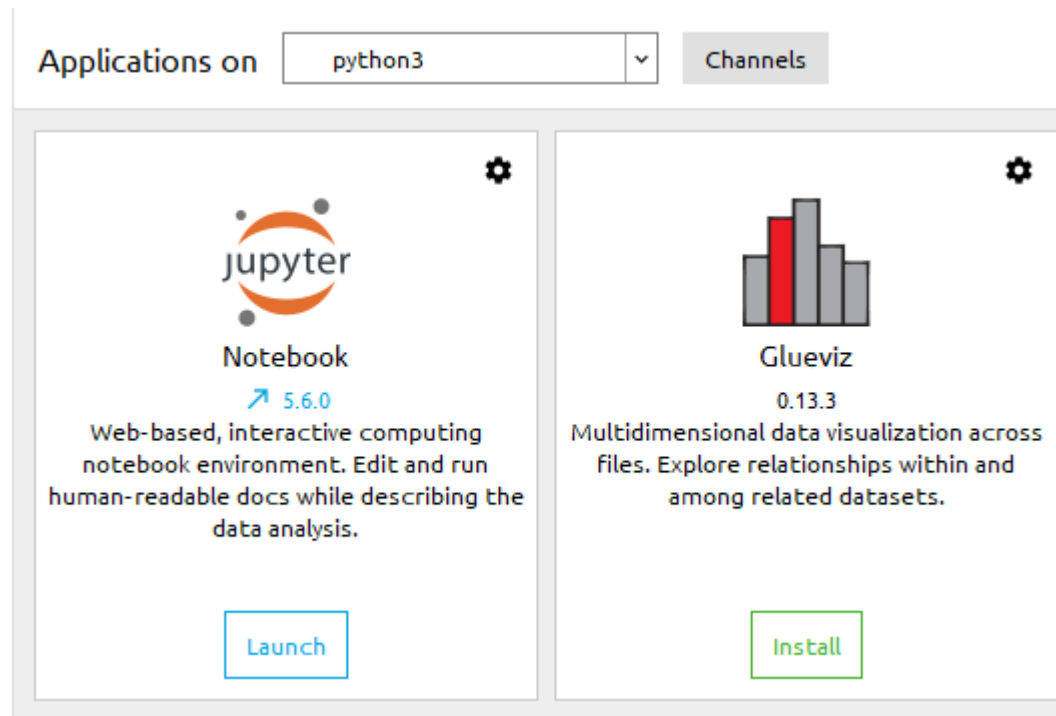 Applications on python3 Channels
jupyter
Notebook
5.6.0
Web-based, interactive computing
notebook environment. Edit and run
human-readable docs while describing the
data analysis.
Launch
Glueviz
0.13.3
Multidimensional data visualization across
files. Explore relationships within and
among related datasets.
Install